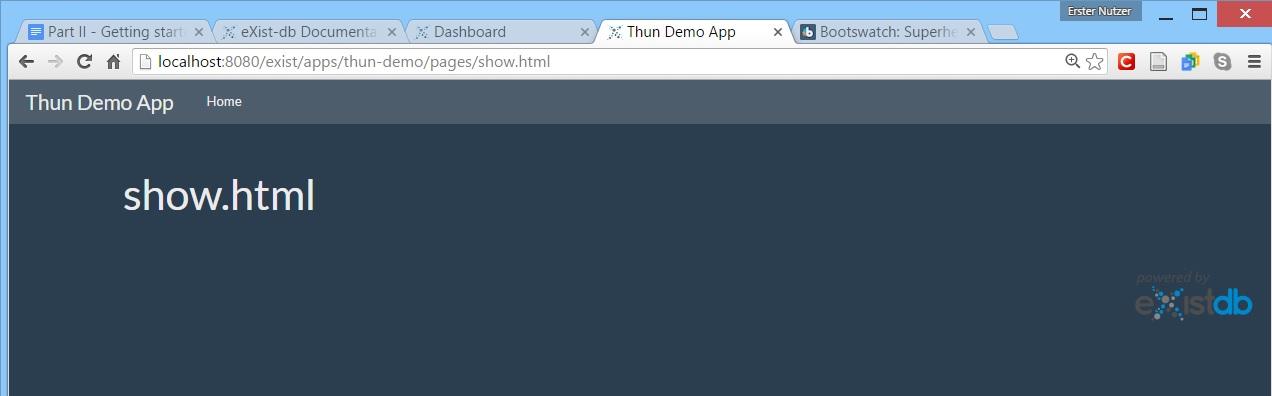 Erster Nutzer
Part II - Getting start
eXist-db Documenta
Dashboard
Thun Demo App
Bootswatch: Superhe
localhost:8080/exist/apps/thun-demo/pages/show.html
Thun Demo App
Home
show.html
powered by
eXistdb